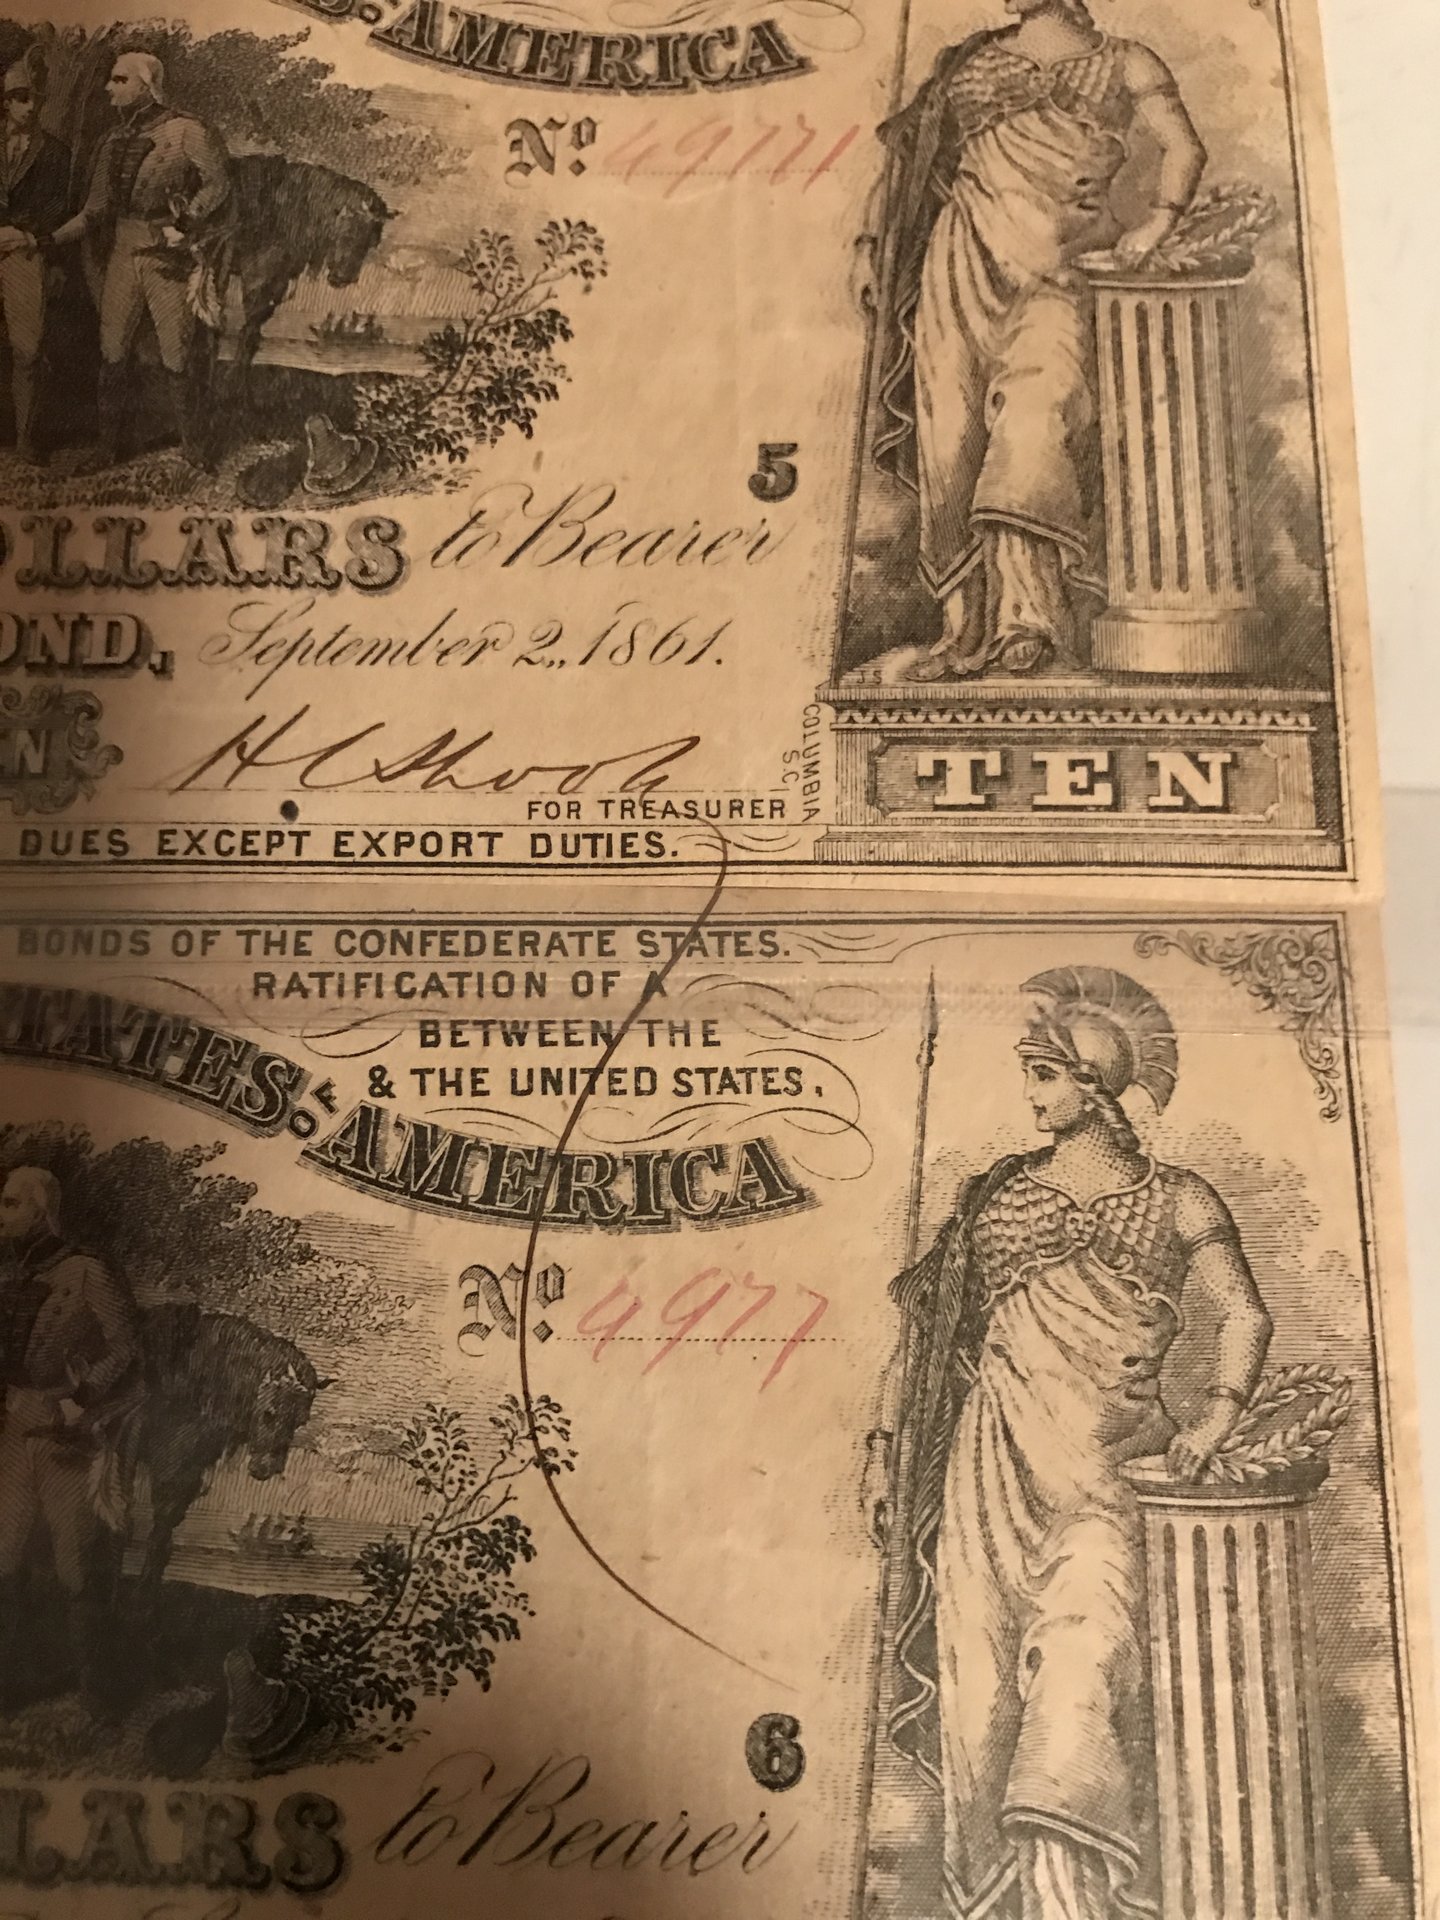 OF AMERICA
No. 49771
5
OLLARS to Bearer
OND, September 2,, 1861.
N
FOR TREASURER
COLUMBIA
S.C.
J S
TEN
DUES EXCEPT EXPORT DUTIES.
BONDS OF THE CONFEDERATE STATES.
RATIFICATION OF A
BETWEEN THE
& THE UNITED STATES,
TATES OF AMERICA
No. 4977
6
LARS to Bearer